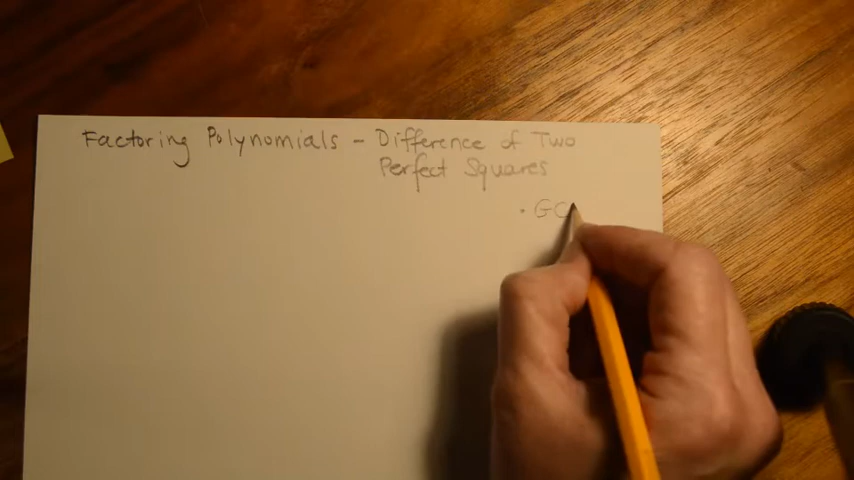 Factoring Polynomials - Difference of Two
Perfect Squares
• GC